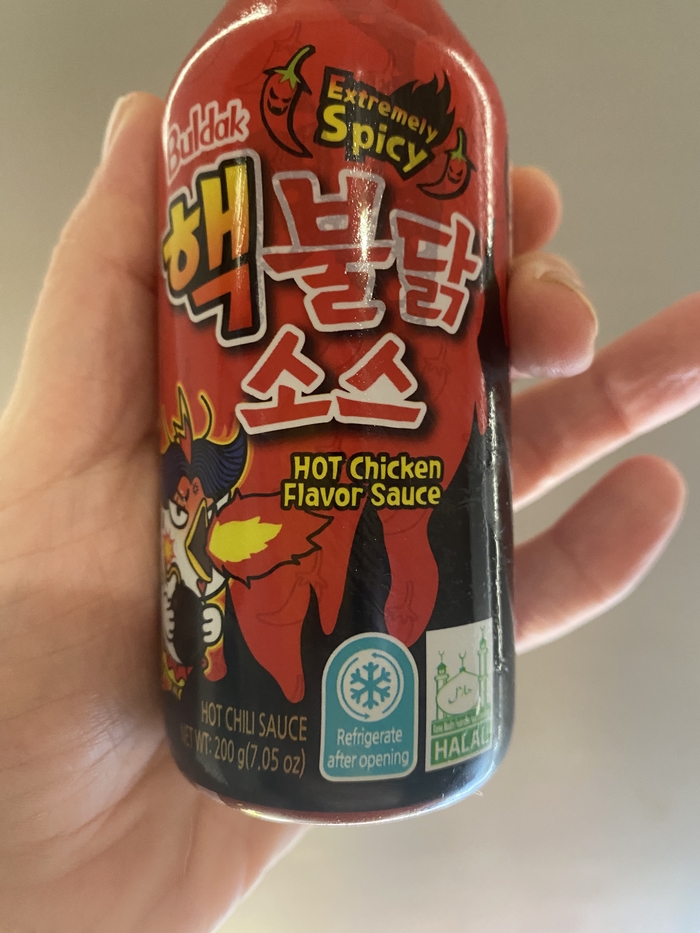 Extremely
Spicy
Buldak
핵불닭
소스
HOT Chicken
Flavor Sauce
HOT CHILI SAUCE
NET WT: 200 g(7.05 oz)
Refrigerate
after opening
HALAL